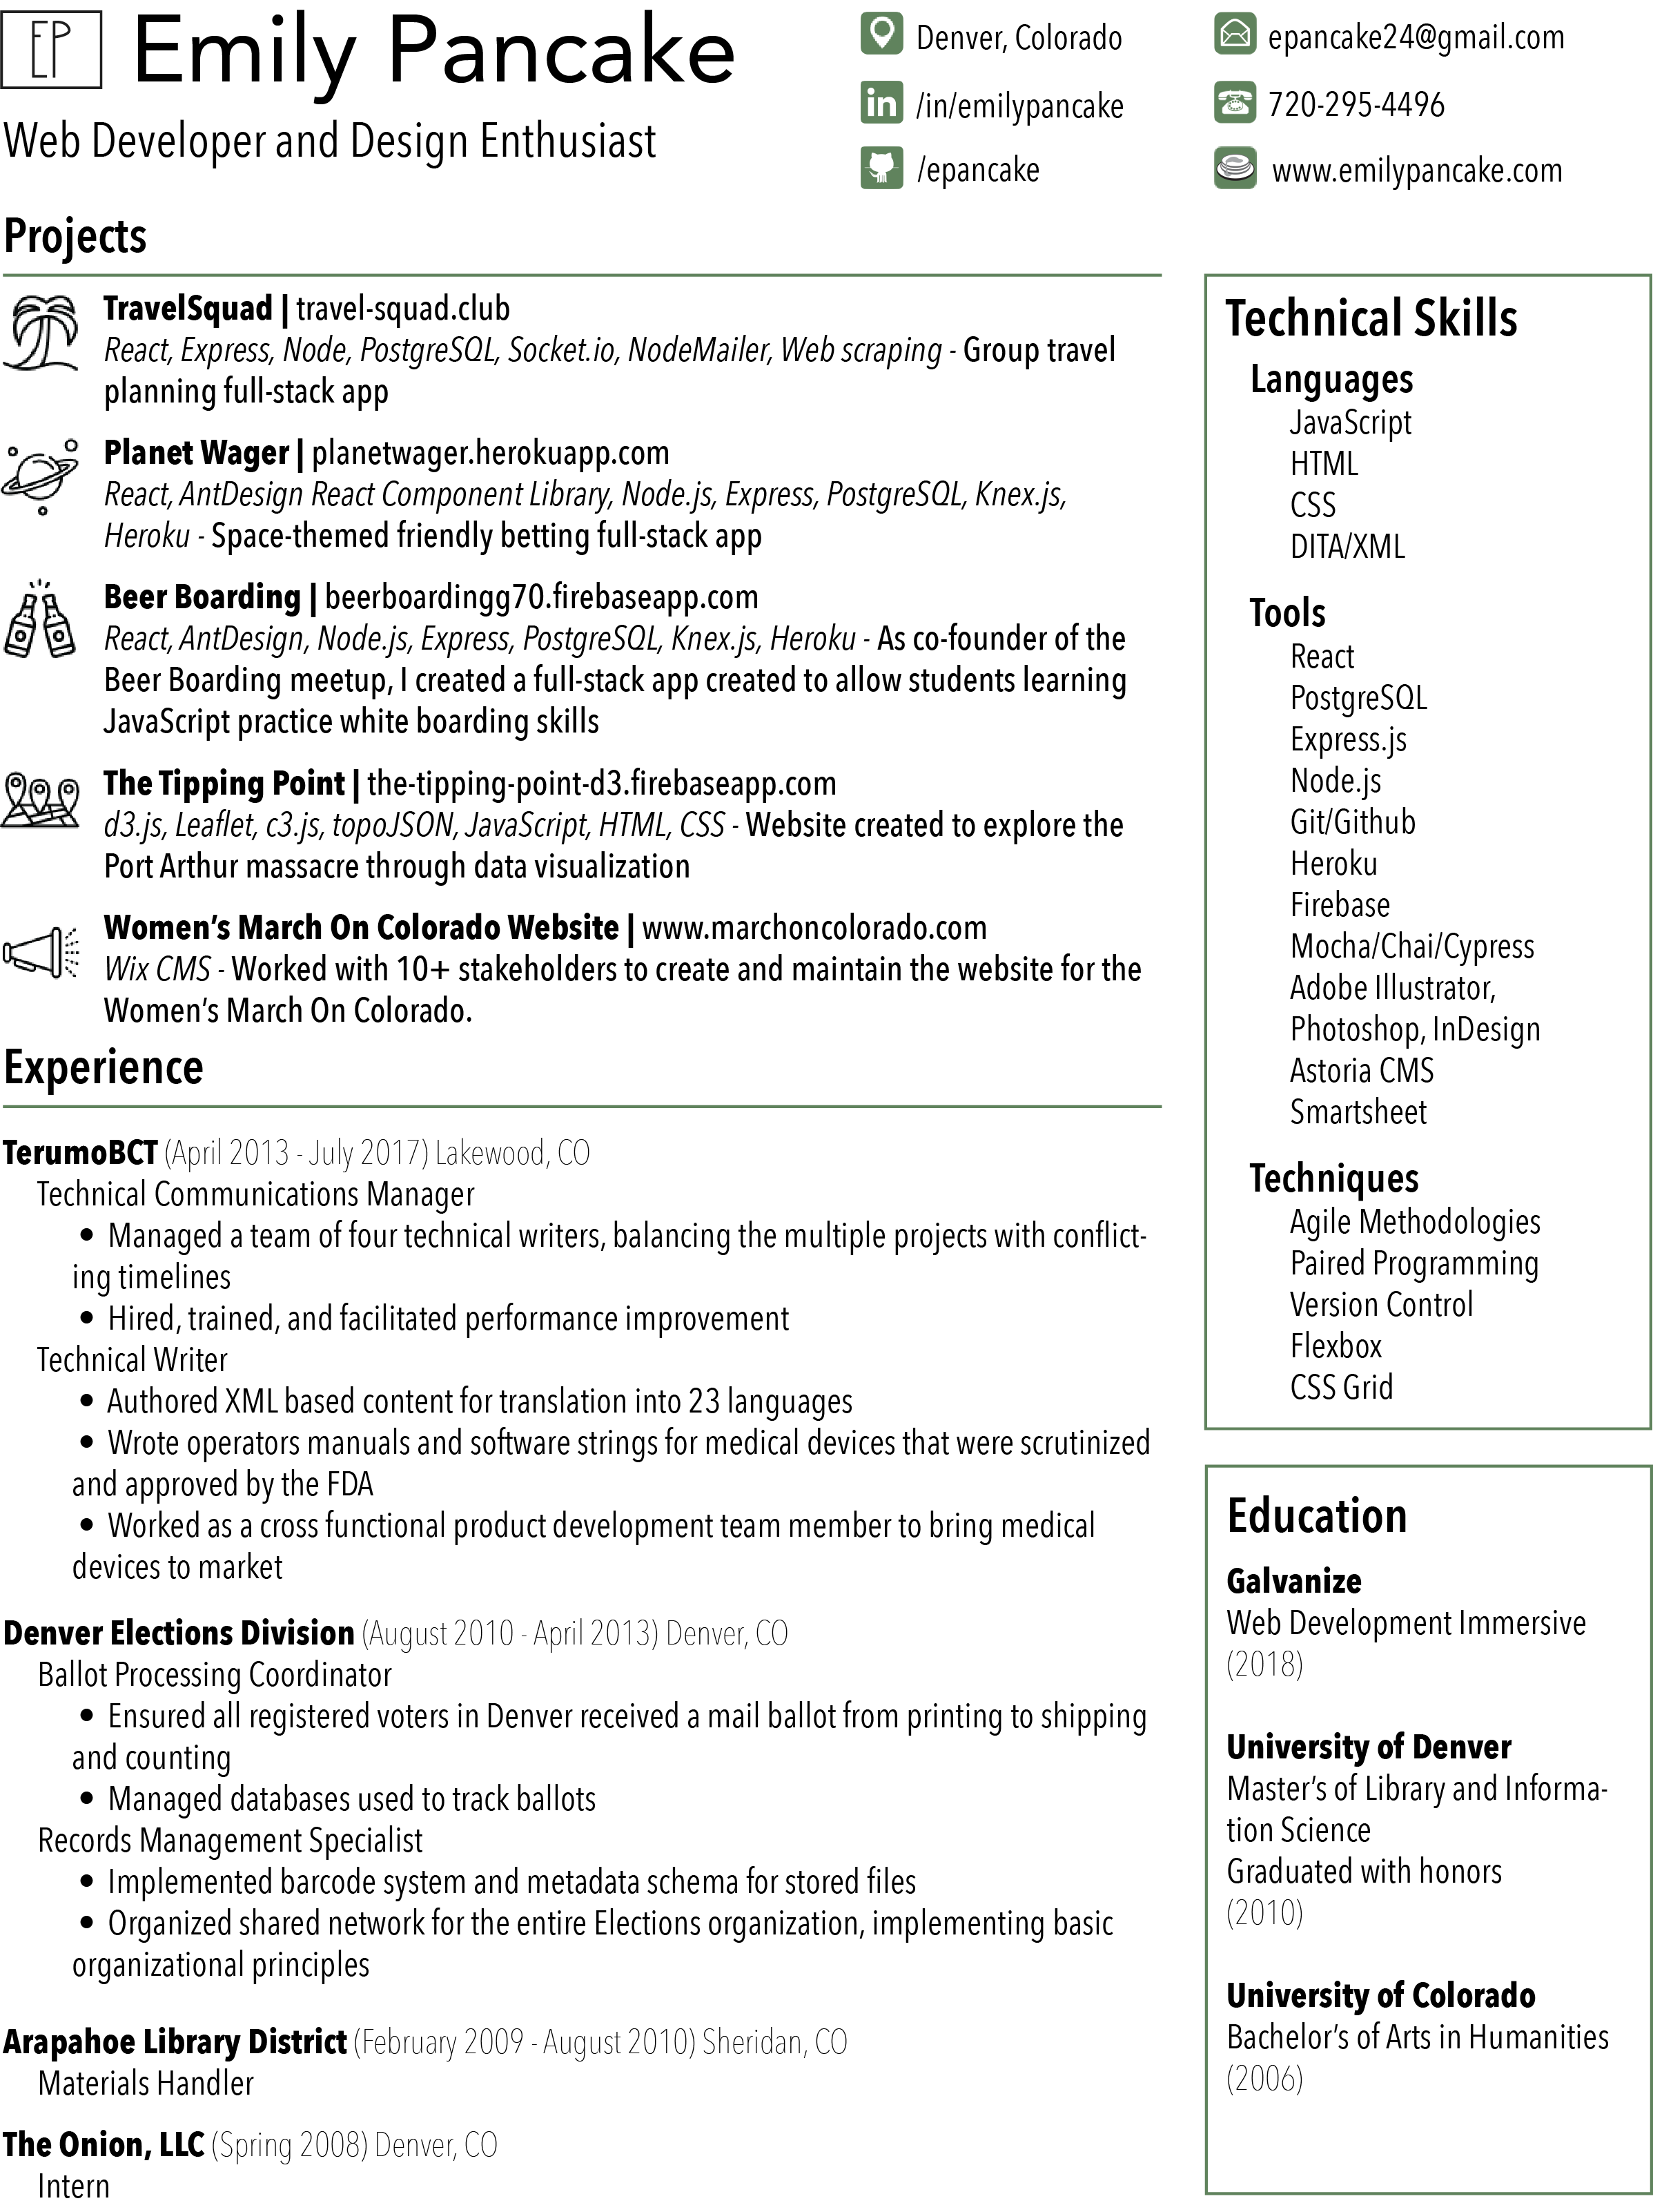 EP
Emily Pancake
Web Developer and Design Enthusiast
Denver, Colorado
in /in/emilypancake
/epancake
epancake24@gmail.com
720-295-4496
www.emilypancake.com
Projects
TravelSquad | travel-squad.club
React, Express, Node, PostgreSQL, Socket.io, NodeMailer, Web scraping - Group travel
planning full-stack app
Planet Wager | planetwager.herokuapp.com
React, AntDesign React Component Library, Node.js, Express, PostgreSQL, Knex.js,
Heroku - Space-themed friendly betting full-stack app
Beer Boarding | beerboardingg70.firebaseapp.com
React, AntDesign, Node.js, Express, PostgreSQL, Knex.js, Heroku - As co-founder of the
Beer Boarding meetup, I created a full-stack app created to allow students learning
JavaScript practice white boarding skills
The Tipping Point | the-tipping-point-d3.firebaseapp.com
d3.js, Leaflet, c3.js, topoJSON, JavaScript, HTML, CSS - Website created to explore the
Port Arthur massacre through data visualization
Women's March On Colorado Website | www.marchoncolorado.com
Wix CMS - Worked with 10+ stakeholders to create and maintain the website for the
Women's March On Colorado.
Experience
TerumoBCT (April 2013 - July 2017) Lakewood, CO
Technical Communications Manager
• Managed a team of four technical writers, balancing the multiple projects with conflict-
ing timelines
• Hired, trained, and facilitated performance improvement
Technical Writer
• Authored XML based content for translation into 23 languages
• Wrote operators manuals and software strings for medical devices that were scrutinized
and approved by the FDA
• Worked as a cross functional product development team member to bring medical
devices to market
Denver Elections Division (August 2010 - April 2013) Denver, CO
Ballot Processing Coordinator
• Ensured all registered voters in Denver received a mail ballot from printing to shipping
and counting
• Managed databases used to track ballots
Records Management Specialist
• Implemented barcode system and metadata schema for stored files
• Organized shared network for the entire Elections organization, implementing basic
organizational principles
Arapahoe Library District (February 2009 - August 2010) Sheridan, CO
Materials Handler
The Onion, LLC (Spring 2008) Denver, CO
Intern
Technical Skills
Languages
JavaScript
HTML
CSS
DITA/XML
Tools
React
PostgreSQL
Express.js
Node.js
Git/Github
Heroku
Firebase
Mocha/Chai/Cypress
Adobe Illustrator,
Photoshop, InDesign
Astoria CMS
Smartsheet
Techniques
Agile Methodologies
Paired Programming
Version Control
Flexbox
CSS Grid
Education
Galvanize
Web Development Immersive
(2018)
University of Denver
Master's of Library and Informa-
tion Science
Graduated with honors
(2010)
University of Colorado
Bachelor's of Arts in Humanities
(2006)